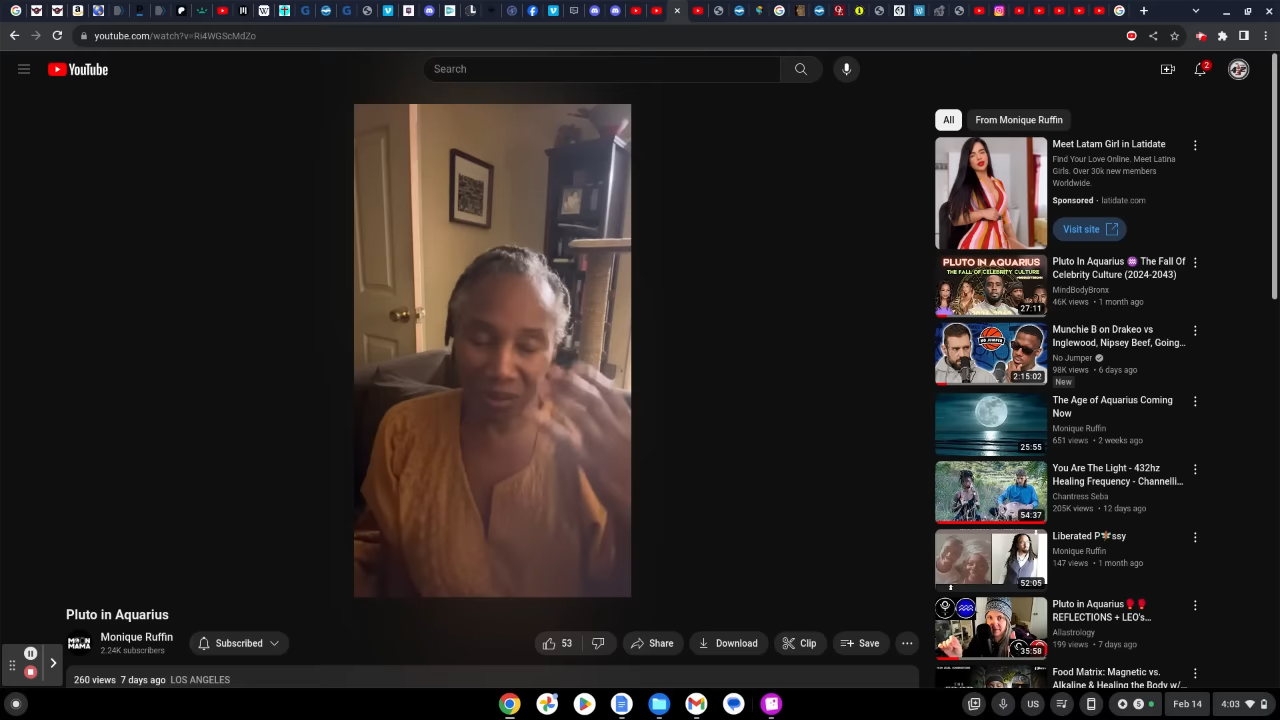 youtube.com/watch?v=Ri4WGScMdZo
YouTube
Search
2
All
From Monique Ruffin
Meet Latam Girl in Latidate
Find Your Love Online. Meet Latina
Girls. Over 30k new members
Worldwide.
Sponsored · latidate.com
Visit site
PLUTO IN AQUARIUS
THE FALL OF CELEBRITY CULTURE
27:11
Pluto In Aquarius ♒ The Fall Of
Celebrity Culture (2024-2043)
MindBodyBronx
46K views • 1 month ago
2:15:02
Munchie B on Drakeo vs
Inglewood, Nipsey Beef, Going...
No Jumper
98K views • 6 days ago
New
25:55
The Age of Aquarius Coming
Now
Monique Ruffin
651 views • 2 weeks ago
54:37
You Are The Light - 432hz
Healing Frequency - Channelli...
Chantress Seba
205K views • 12 days ago
52:05
Liberated P🧚ssy
Monique Ruffin
147 views • 1 month ago
35:58
Pluto in Aquarius🌹🌹
REFLECTIONS + LEO's...
Allastrology
199 views • 7 days ago
Food Matrix: Magnetic vs.
Alkaline & Healing the Body w/...
Pluto in Aquarius
MOON
MAMA
Monique Ruffin
2.24K subscribers
Subscribed
53
Share
Download
Clip
Save
260 views 7 days ago LOS ANGELES
US
5
Feb 14
4:03